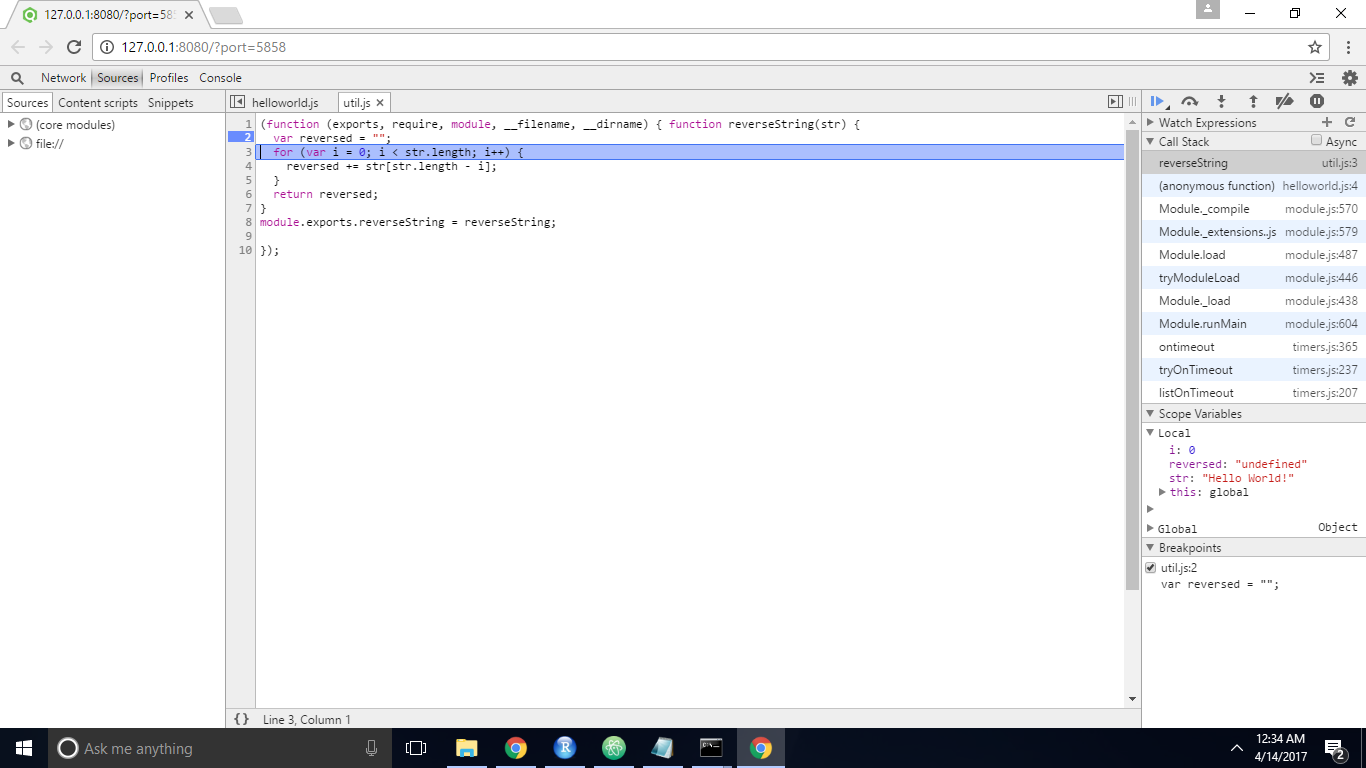 127.0.0.1:8080/?port=585
127.0.0.1:8080/?port=5858
Network Sources Profiles Console
Sources Content scripts Snippets
helloworld.js util.js
(core modules)
file://
1 (function (exports, require, module, __filename, __dirname) { function reverseString(str) {
2 var reversed = "";
3 for (var i = 0; i < str.length; i++) {
4 reversed += str[str.length - i];
5 }
6 return reversed;
7 }
8 module.exports.reverseString = reverseString;
9
10 });
{} Line 3, Column 1
Watch Expressions
Call Stack Async
reverseString util.js:3
(anonymous function) helloworld.js:4
Module._compile module.js:570
Module._extensions..js module.js:579
Module.load module.js:487
tryModuleLoad module.js:446
Module._load module.js:438
Module.runMain module.js:604
ontimeout timers.js:365
tryOnTimeout timers.js:237
listOnTimeout timers.js:207
Scope Variables
Local
i: 0
reversed: "undefined"
str: "Hello World!"
this: global
Global Object
Breakpoints
util.js:2
var reversed = "";
Ask me anything
12:34 AM
4/14/2017
2